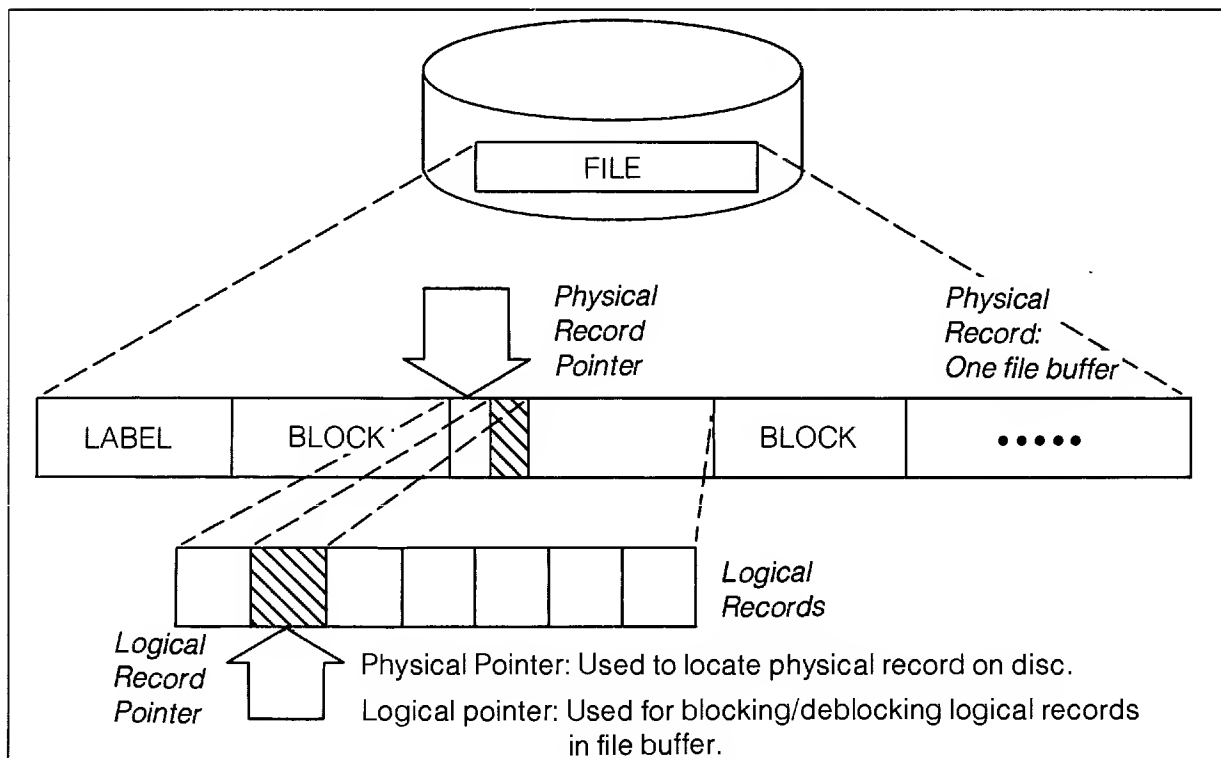 FILE
Physical
Record
Pointer
Physical
Record:
One file buffer
LABEL
BLOCK
BLOCK
•••••
Logical
Records
Logical
Record
Pointer
Physical Pointer: Used to locate physical record on disc.
Logical pointer: Used for blocking/deblocking logical records
in file buffer.